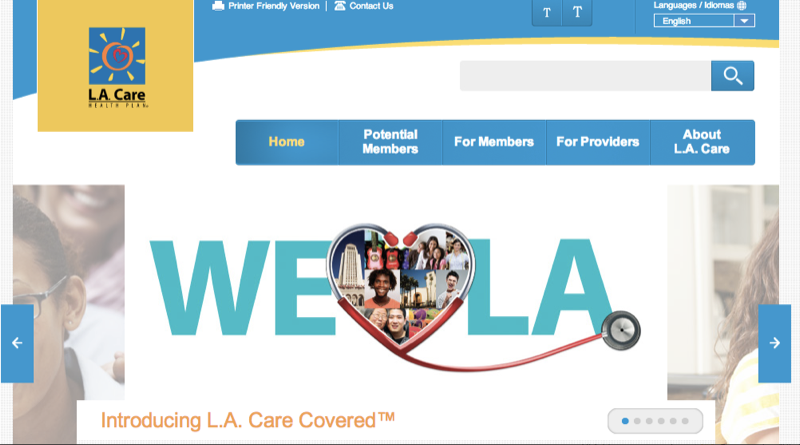 Printer Friendly Version | Contact Us
T T
Languages / Idiomas
English
L.A. Care
HEALTH PLAN
Home
Potential
Members
For Members
For Providers
About
L.A. Care
WE LA
Introducing L.A. Care Covered™